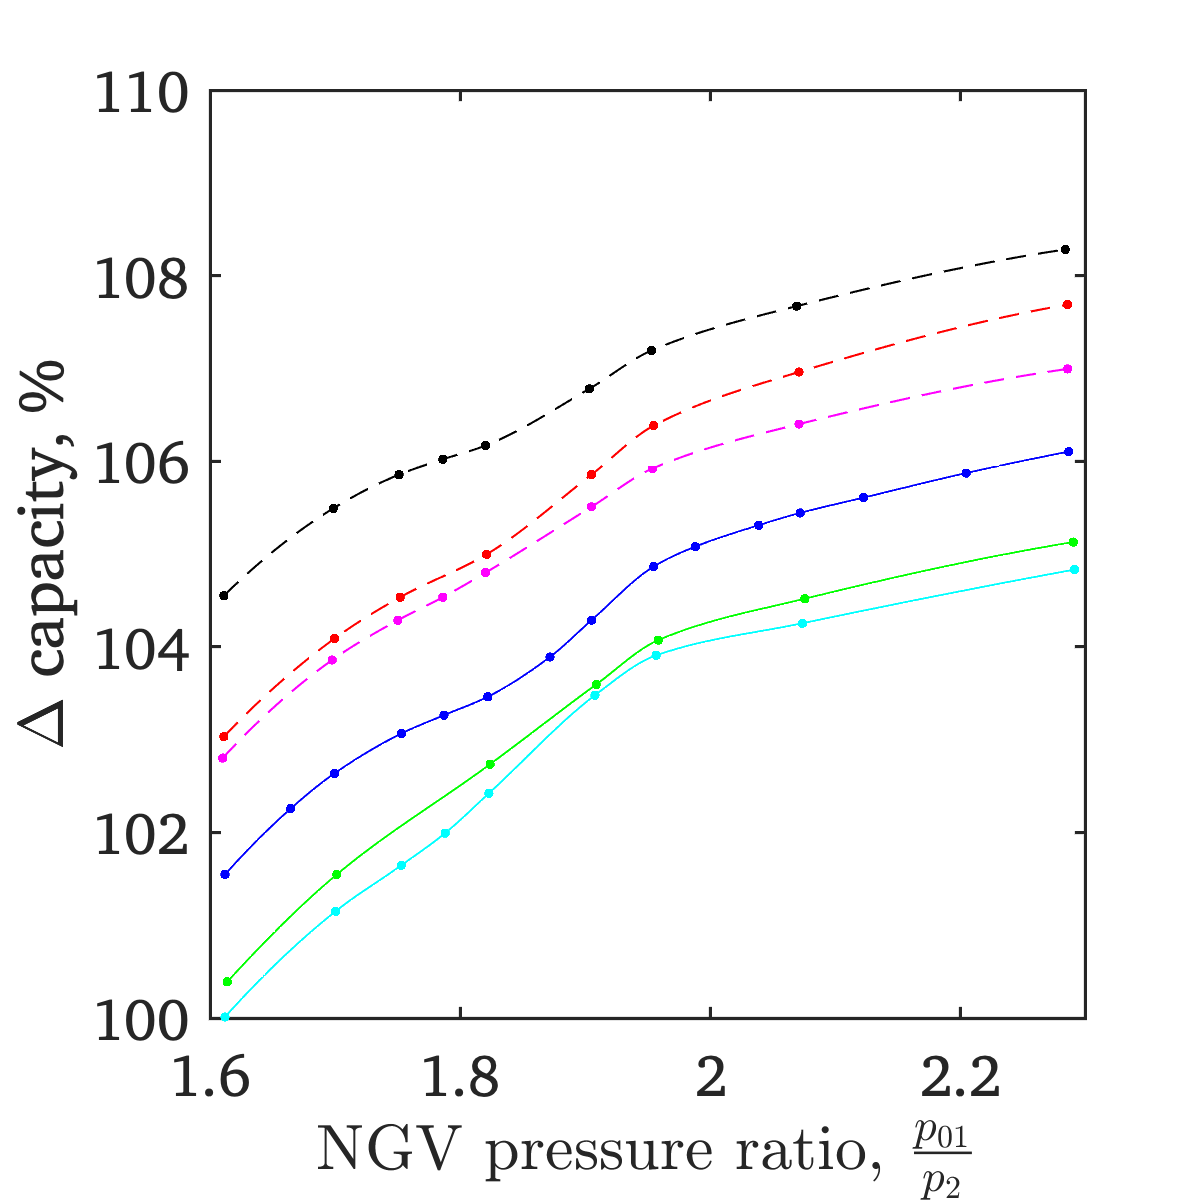 110
108
106
104
102
100
1.6 1.8 2 2.2
Δ capacity, %
NGV pressure ratio, p01/p2